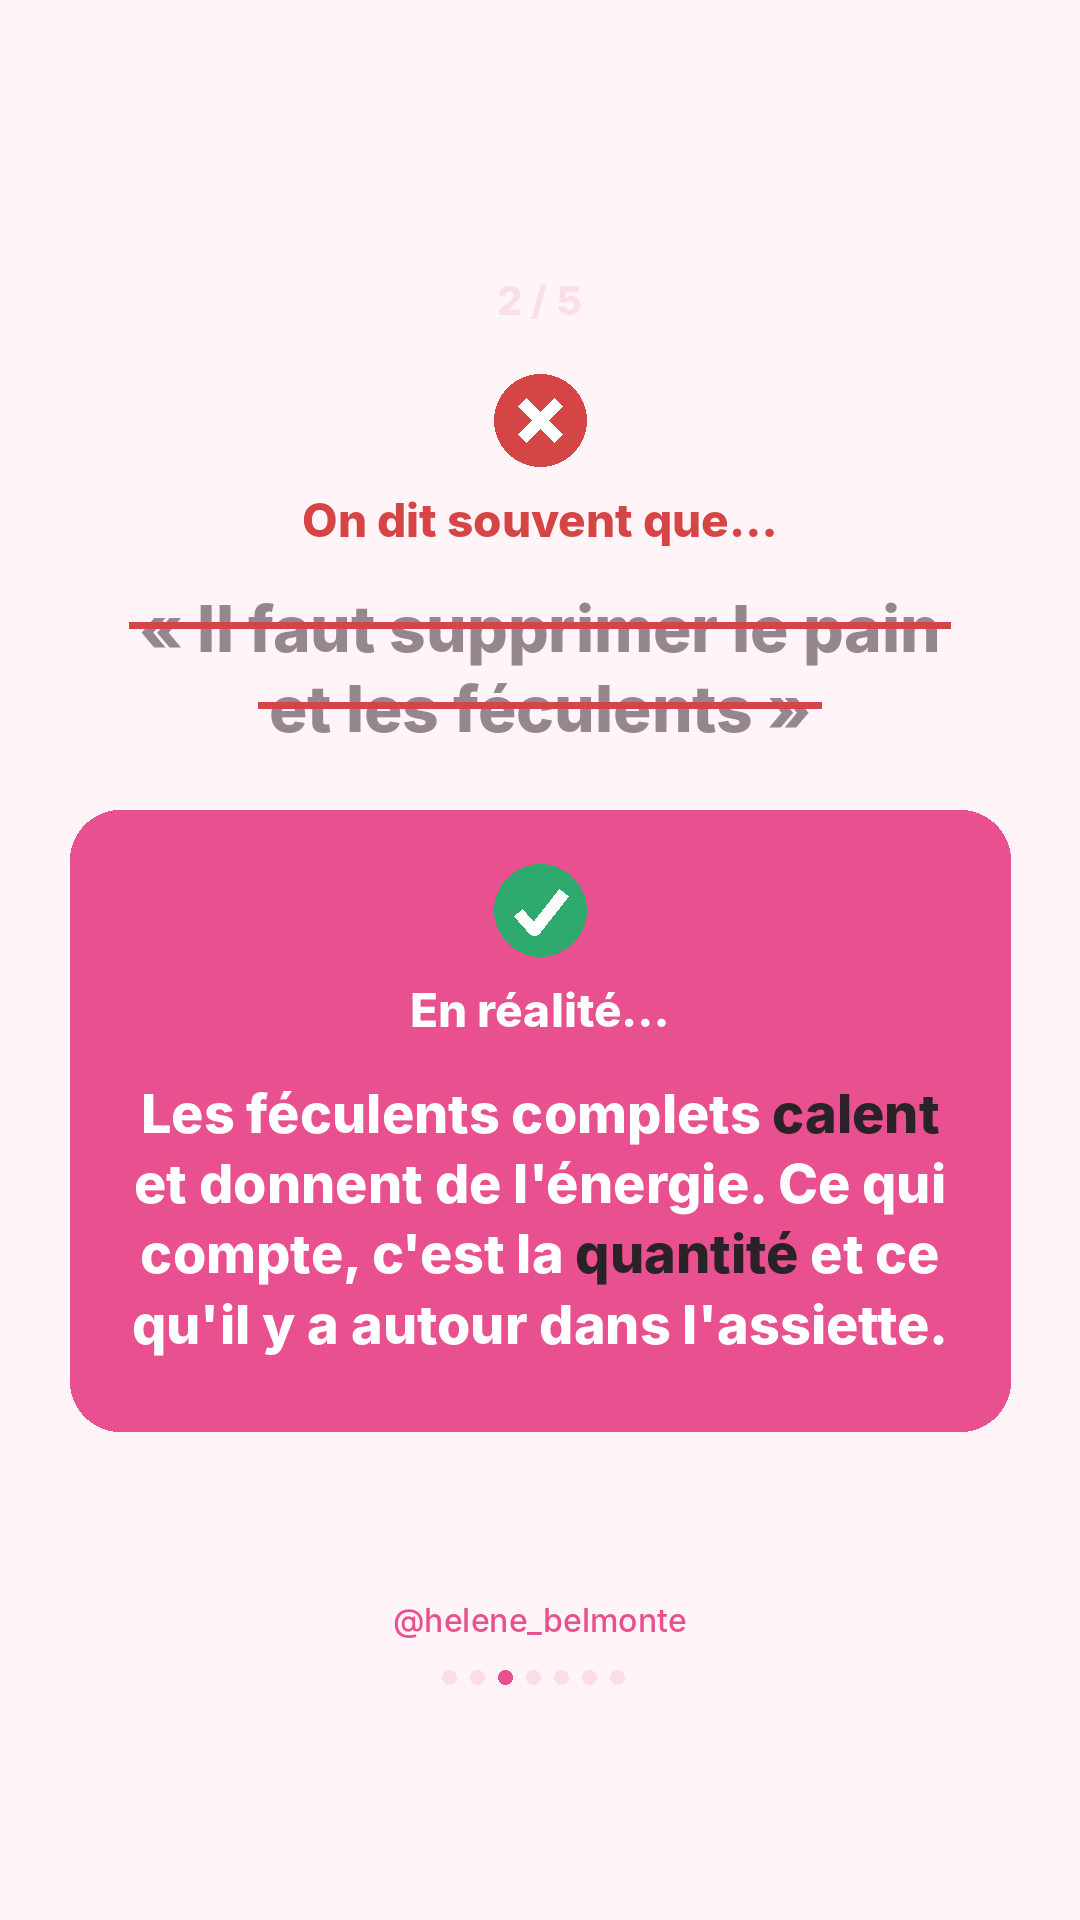 2 / 5
On dit souvent que...
« Il faut supprimer le pain
et les féculents »
En réalité...
Les féculents complets calent
et donnent de l'énergie. Ce qui
compte, c'est la quantité et ce
qu'il y a autour dans l'assiette.
@helene_belmonte